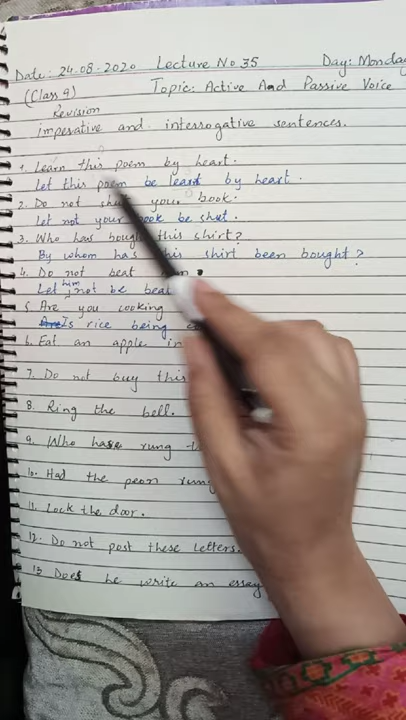 Date: 24.08.2020 Lecture No 35 Day: Monday
(Class 9) Topic: Active And Passive Voice
Revision
imperative and interrogative sentences.
1. Learn this poem by heart.
Let this poem be learnt by heart.
2. Do not your book.
Let not your book be shut.
3. Who has this shirt?
By whom has this shirt been bought?
4. Do not beat
Let him not be
5. Are you cooking
Is rice being
6. Eat an apple in
7. Do not buy this
8. Ring the bell.
9. Who has rung
10. Had the peon rung
11. Lock the door.
12. Do not post these letters.
13 Does he write an essay